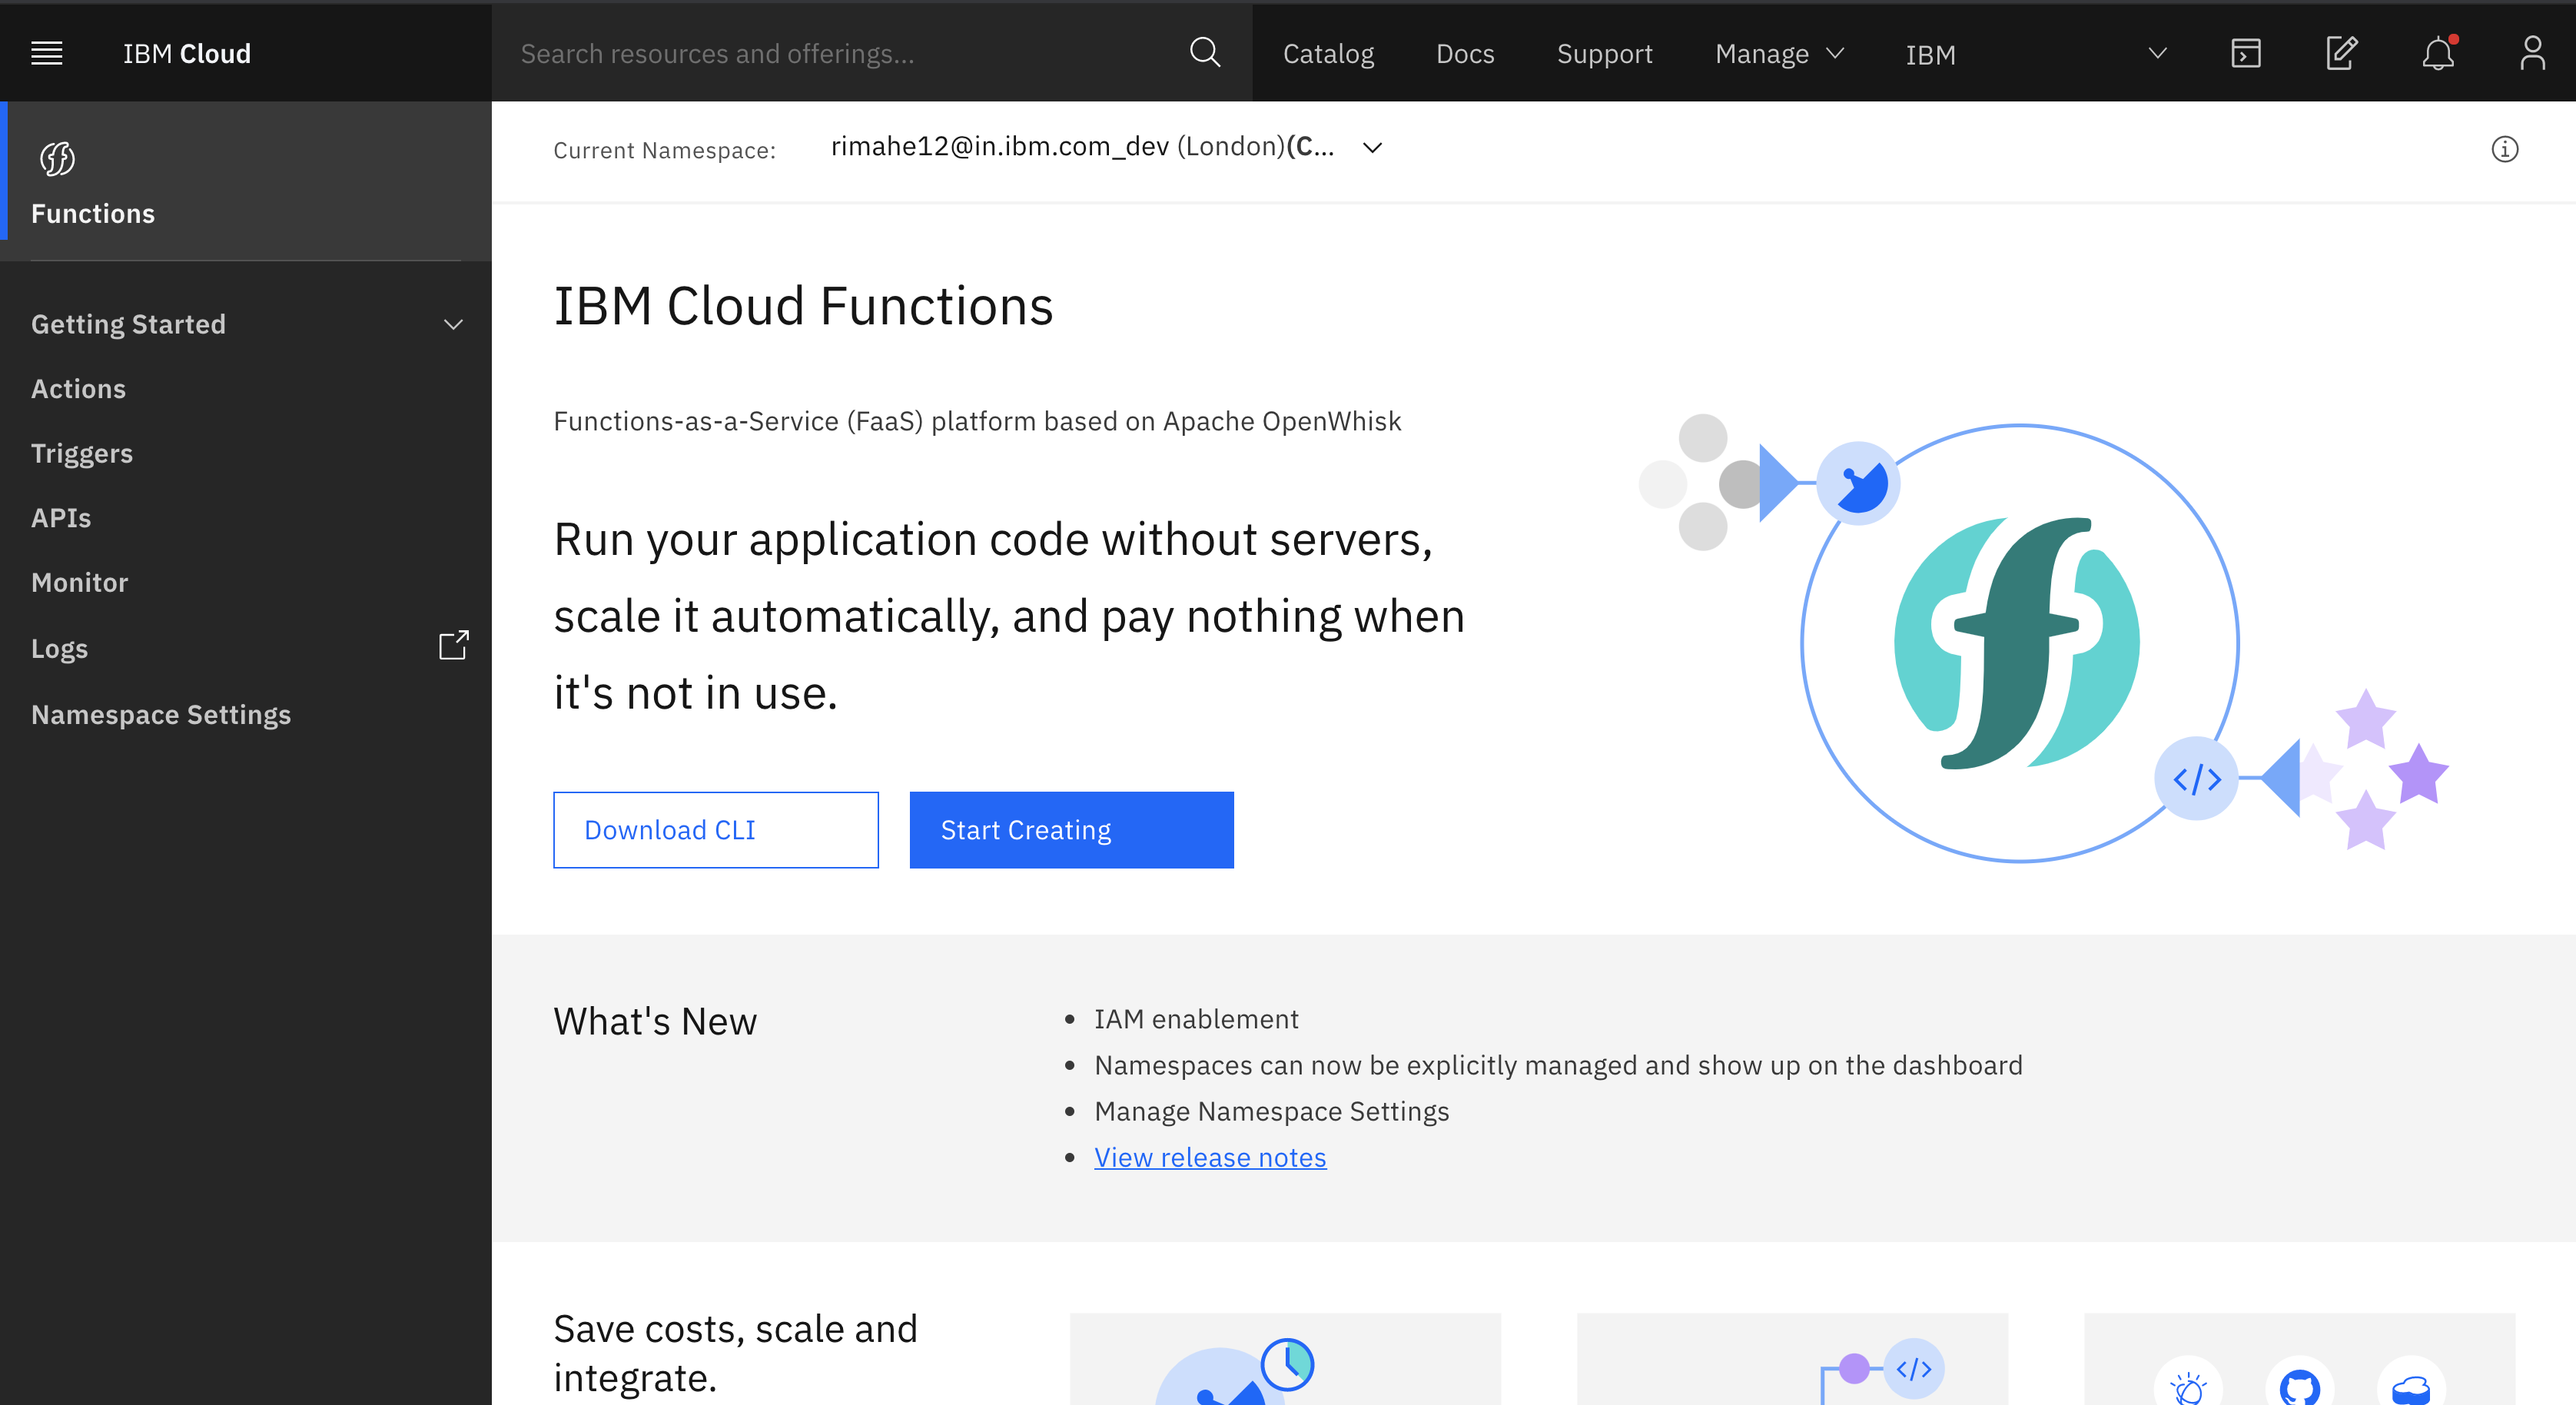 IBM Cloud
Search resources and offerings...
Catalog
Docs
Support
Manage
IBM
Functions
Getting Started
Actions
Triggers
APIs
Monitor
Logs
Namespace Settings
Current Namespace:
rimahe12@in.ibm.com_dev (London)(C...
IBM Cloud Functions
Functions-as-a-Service (FaaS) platform based on Apache OpenWhisk
Run your application code without servers,
scale it automatically, and pay nothing when
it's not in use.
Download CLI
Start Creating
What's New
IAM enablement
Namespaces can now be explicitly managed and show up on the dashboard
Manage Namespace Settings
View release notes
Save costs, scale and
integrate.